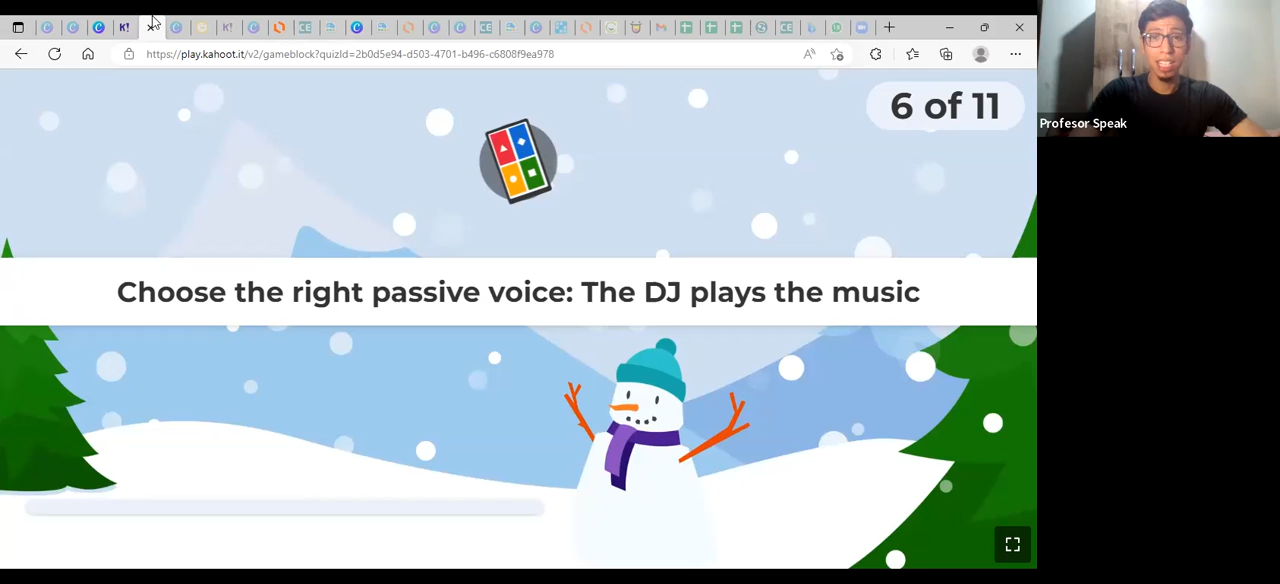 https://play.kahoot.it/v2/gameblock?quizId=2b0d5e94-d503-4701-b496-c6808f9ea978
6 of 11
Profesor Speak
Choose the right passive voice: The DJ plays the music